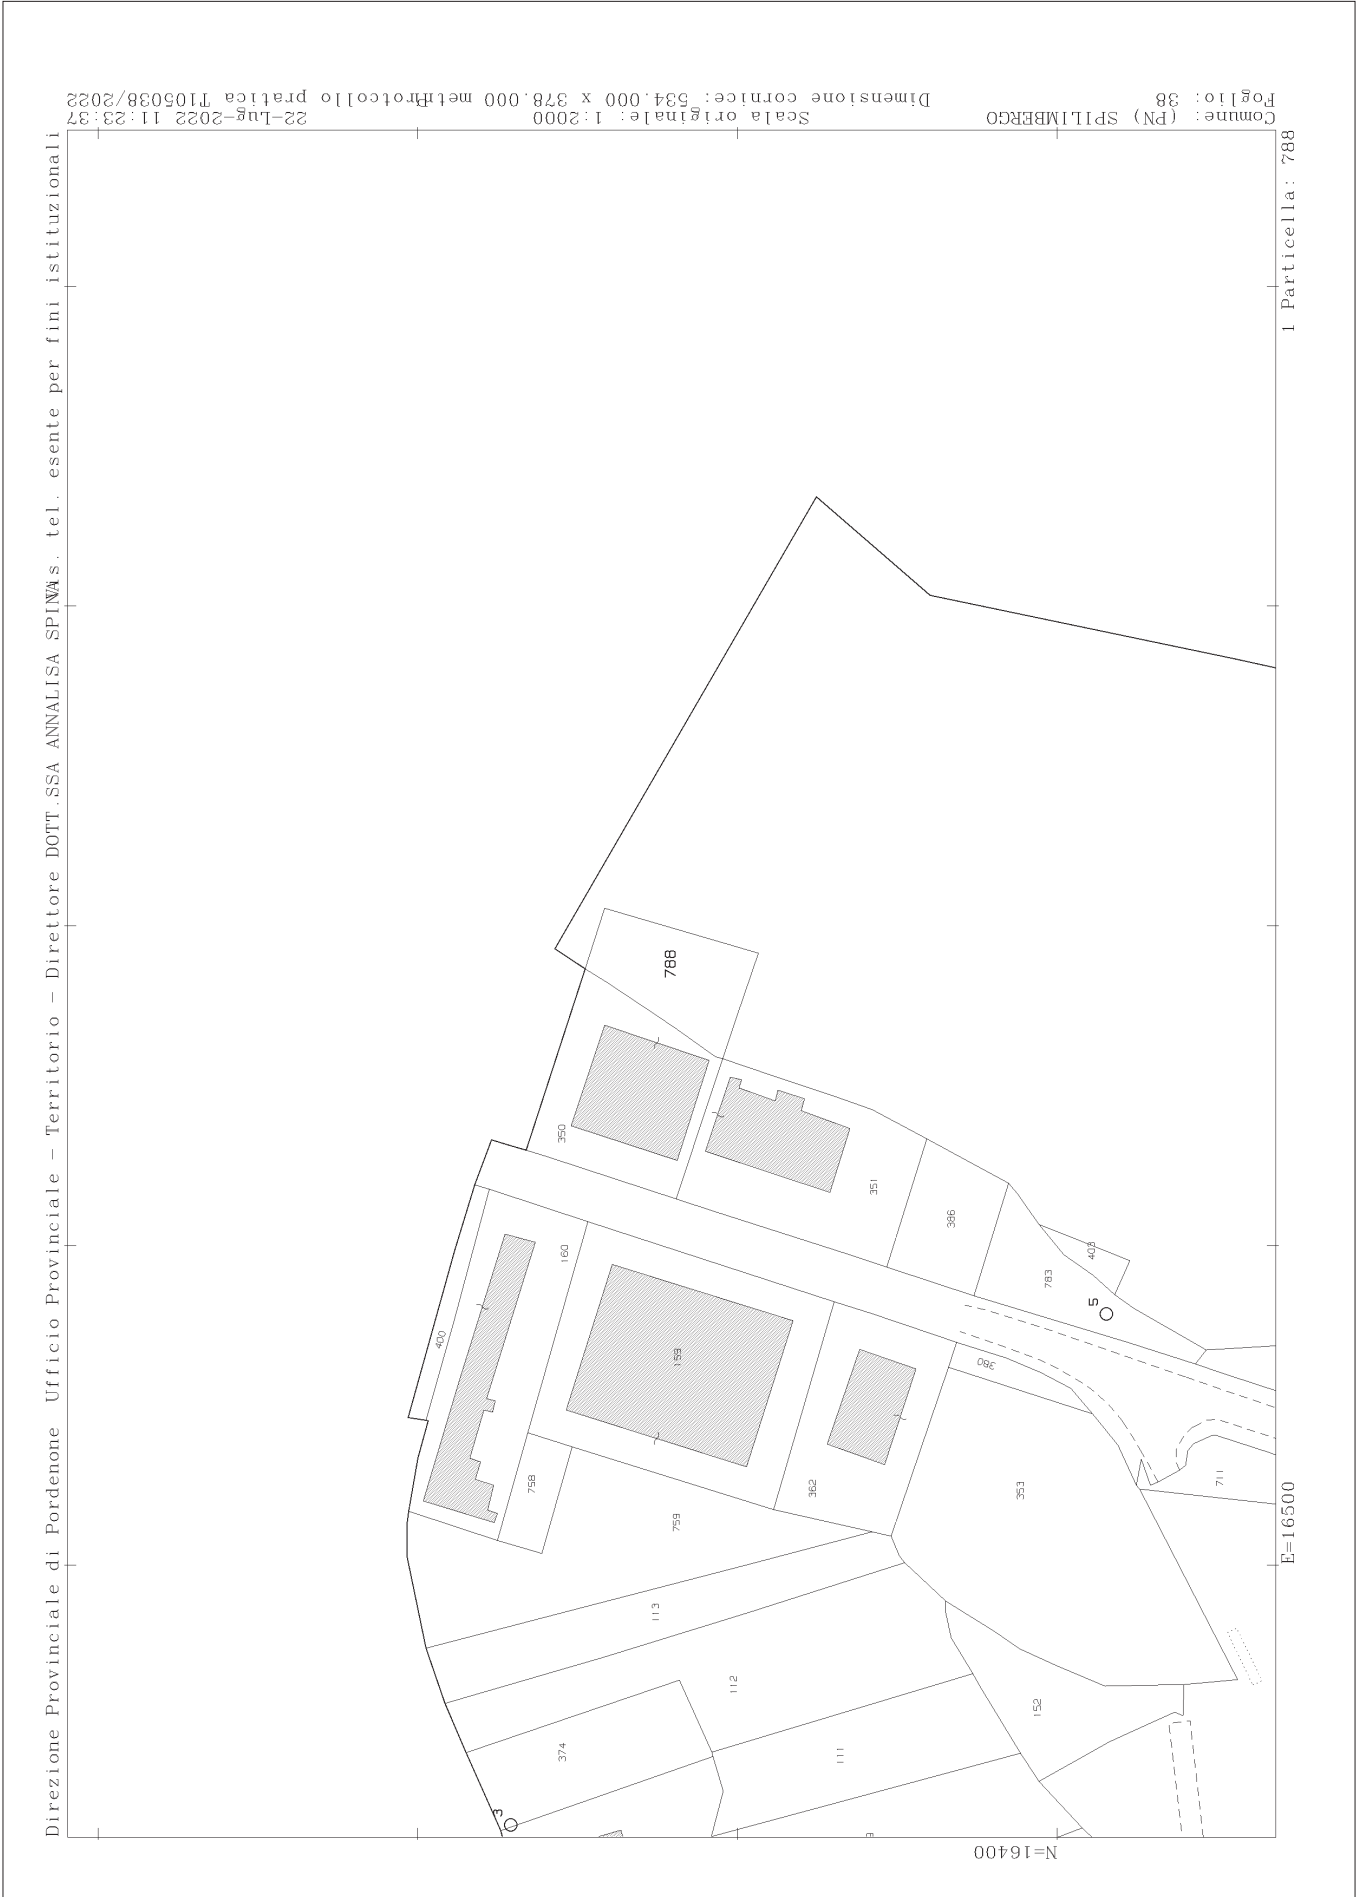 Direzione Provinciale di Pordenone Ufficio Provinciale - Territorio - Direttore DOTT.SSA ANNALISA SPINA
Vis. tel. esente per fini istituzionali
Comune: (PN) SPILIMBERGO
Foglio: 38
Scala originale: 1:2000
Dimensione cornice: 534.000 x 378.000 metri
22-Lug-2022 11:23:37
Protocollo pratica T105038/2022
1 Particella: 788
E=16500
N=16400
788
350
351
386
403
783
5
160
400
159
380
758
362
353
711
759
113
112
152
374
111
3